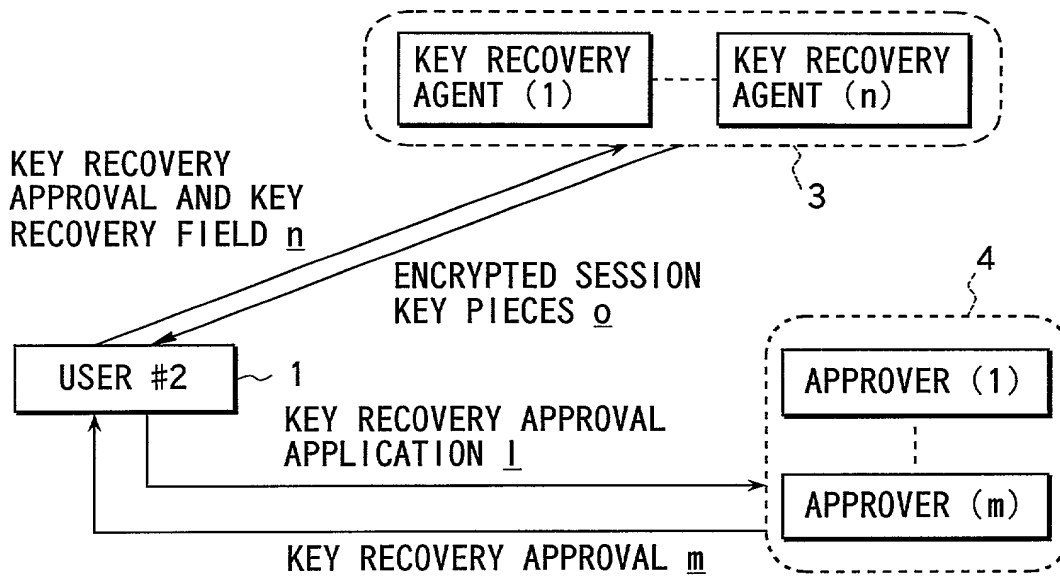 KEY RECOVERY
AGENT (1)
KEY RECOVERY
AGENT (n)
3
KEY RECOVERY
APPROVAL AND KEY
RECOVERY FIELD n
ENCRYPTED SESSION
KEY PIECES o
4
USER #2
1
APPROVER (1)
KEY RECOVERY APPROVAL
APPLICATION l
APPROVER (m)
KEY RECOVERY APPROVAL m